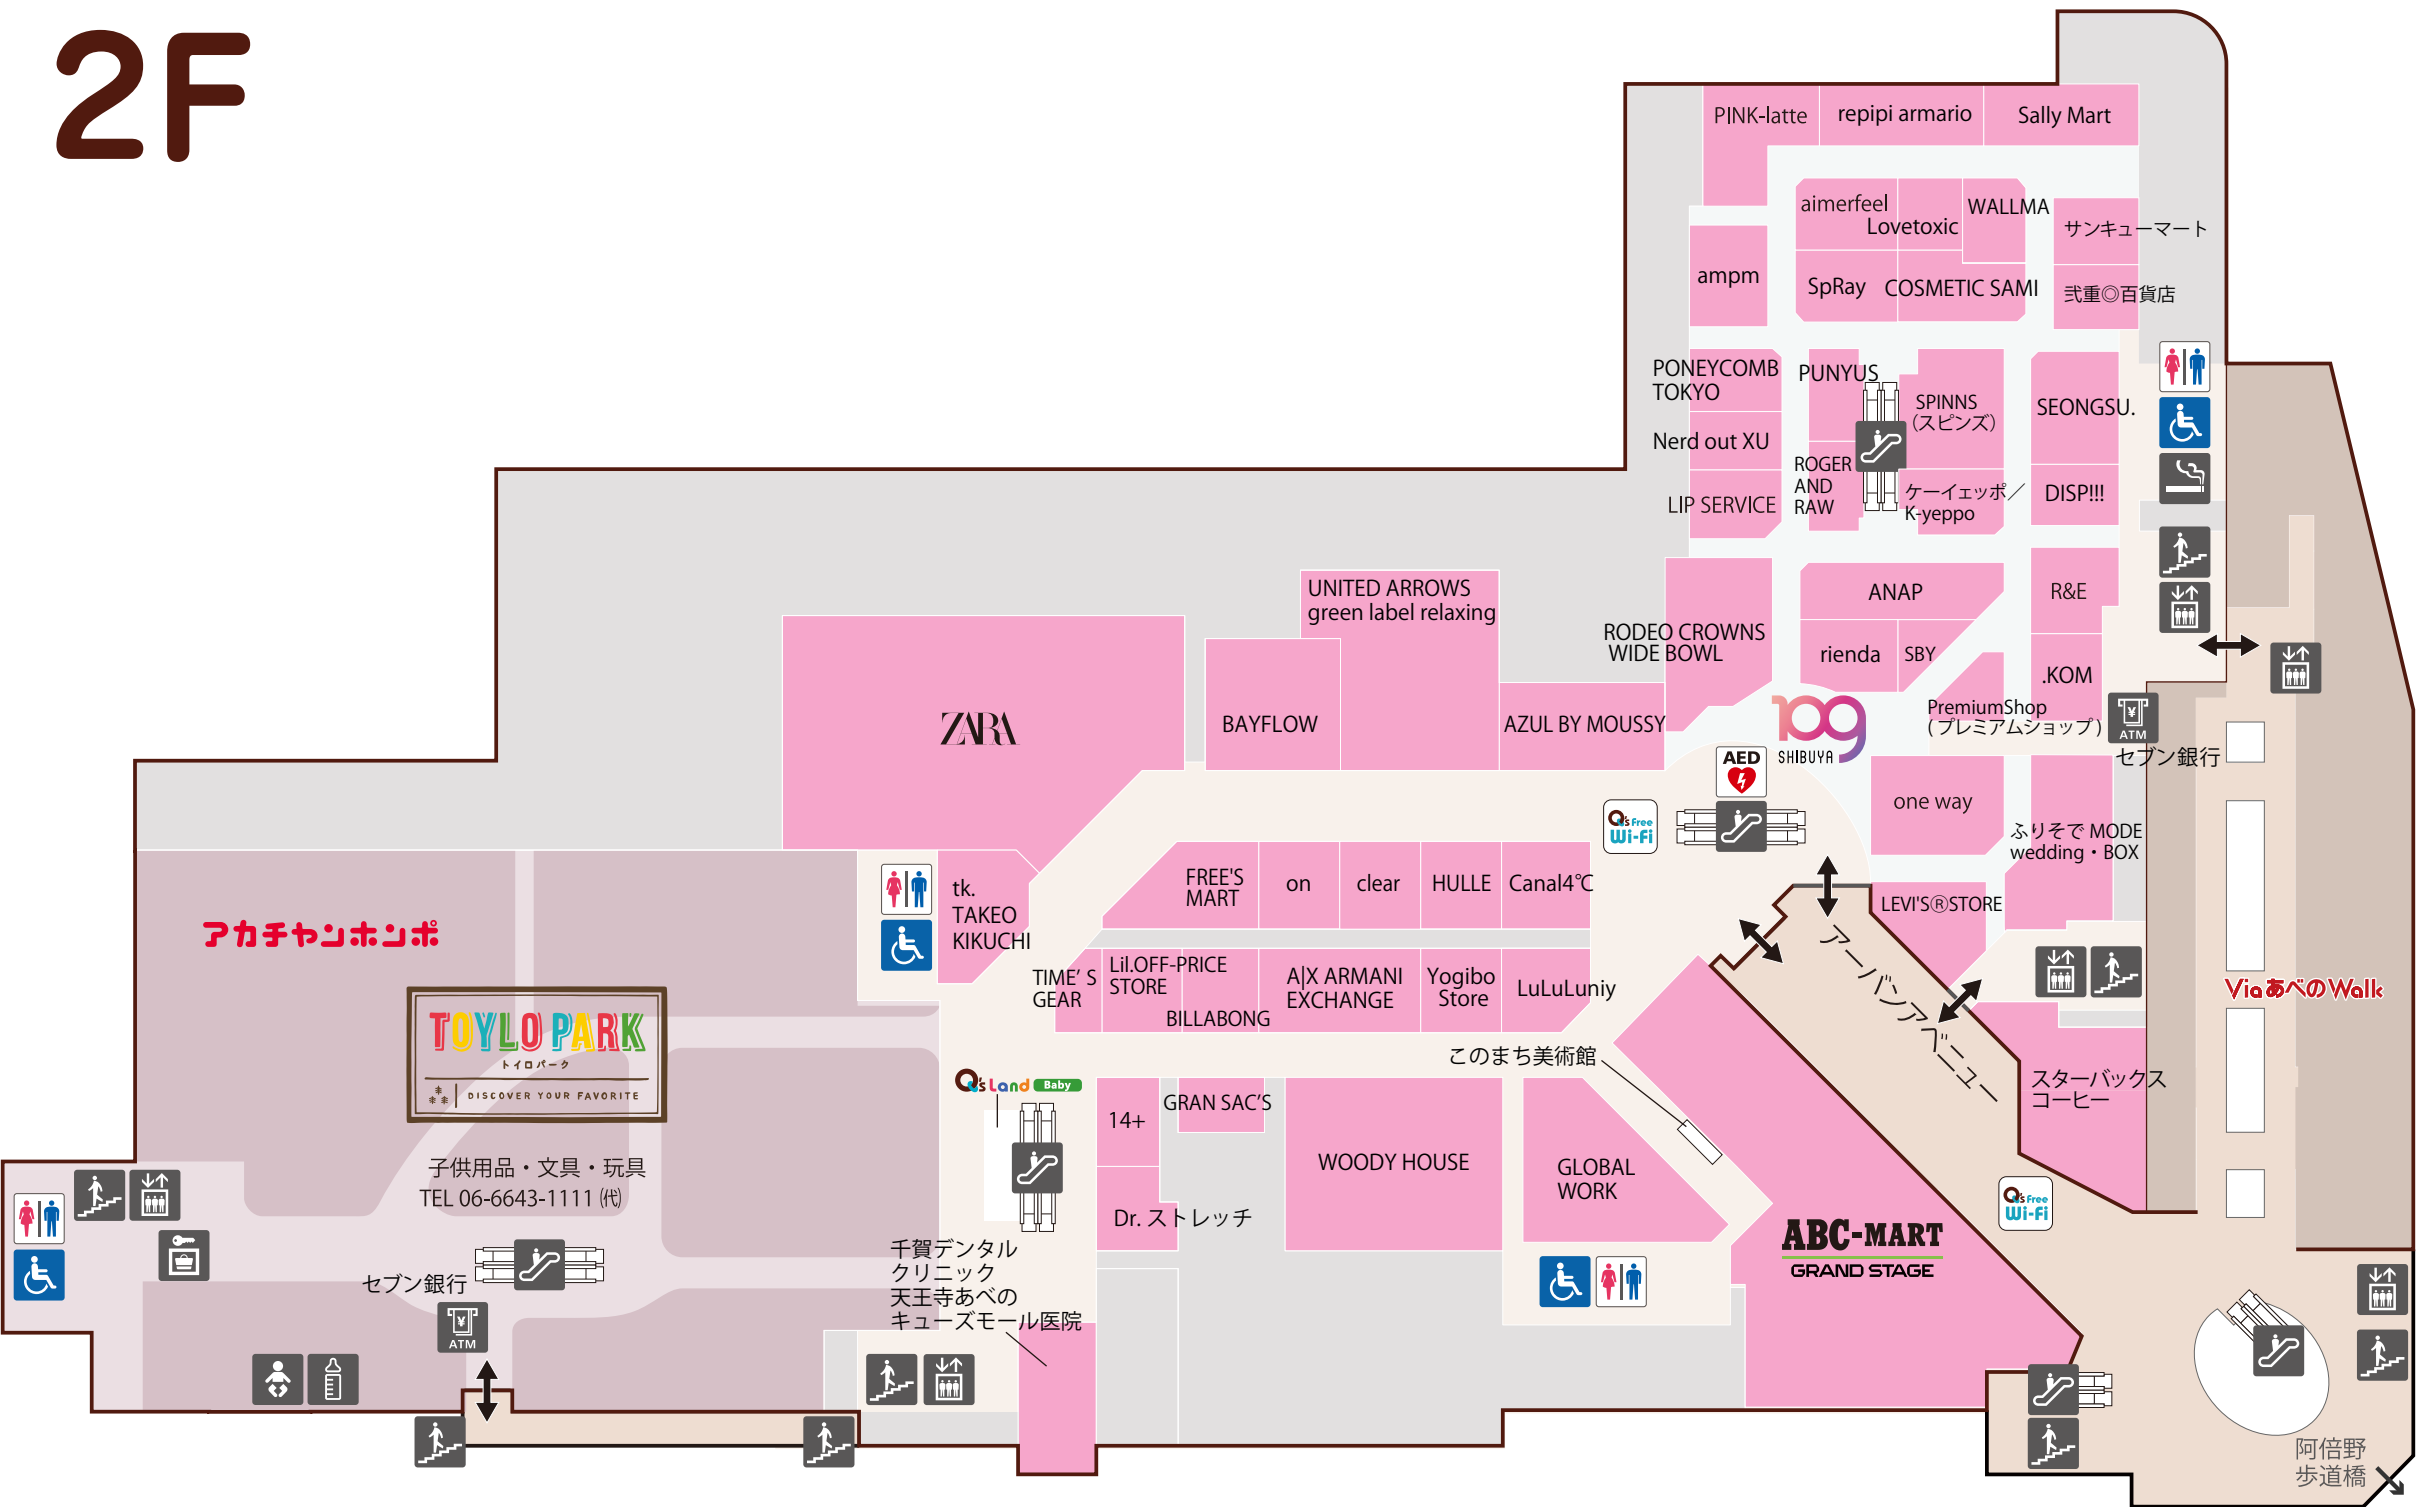 2F
PINK-latte
repipi armario
Sally Mart
aimerfeel
Lovetoxic
WALLMA
サンキューマート
ampm
SpRay
COSMETIC SAMI
弐重◎百貨店
PONEYCOMB
TOKYO
PUNYUS
SPINNS
(スピンズ)
SEONGSU.
Nerd out XU
ROGER
AND
RAW
LIP SERVICE
ケーイェッポ／
K-yeppo
DISP!!!
UNITED ARROWS
green label relaxing
RODEO CROWNS
WIDE BOWL
ANAP
R&E
rienda
SBY
.KOM
ZARA
BAYFLOW
AZUL BY MOUSSY
109
SHIBUYA
PremiumShop
(プレミアムショップ)
¥
ATM
セブン銀行
AED
Q's Free
Wi-Fi
one way
ふりそで MODE
wedding・BOX
tk.
TAKEO
KIKUCHI
FREE'S
MART
on
clear
HULLE
Canal4℃
LEVI'S®STORE
アカチャンホンポ
アーバンアベニュー
TIME' S
GEAR
Lil.OFF-PRICE
STORE
BILLABONG
A|X ARMANI
EXCHANGE
Yogibo
Store
LuLuLuniy
Viaあべの Walk
TOYLO PARK
トイロパーク
DISCOVER YOUR FAVORITE
このまち美術館
Q's Land Baby
14+
GRAN SAC'S
スターバックス
コーヒー
WOODY HOUSE
GLOBAL
WORK
子供用品・文具・玩具
TEL 06-6643-1111 ㈹
Dr. ストレッチ
Q's Free
Wi-Fi
ABC-MART
GRAND STAGE
千賀デンタル
クリニック
天王寺あべの
キューズモール医院
セブン銀行
¥
ATM
阿倍野
歩道橋